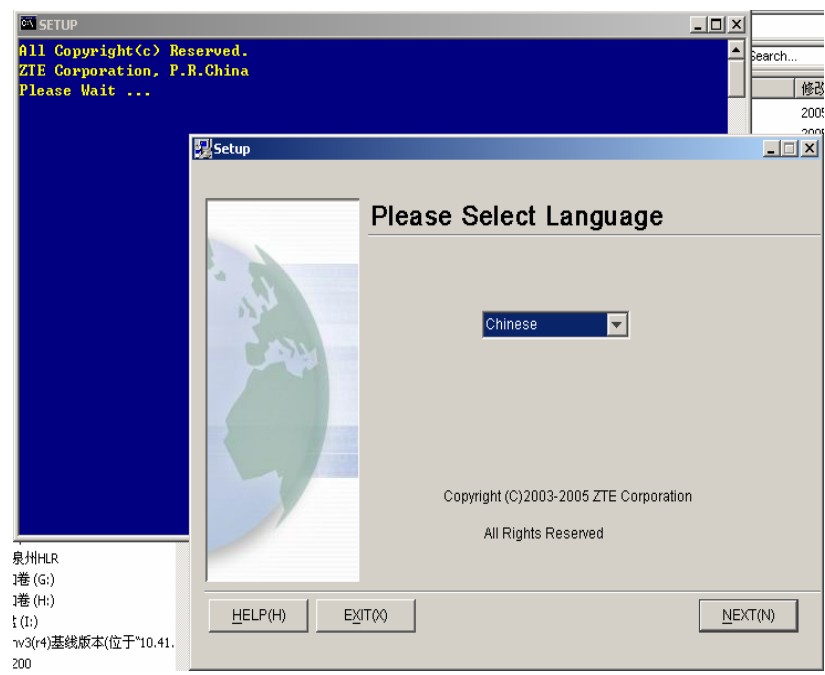 SETUP
All Copyright(c) Reserved.
ZTE Corporation, P.R.China
Please Wait ...
Search...
修改
2005
Setup
Please Select Language
Chinese
Copyright (C)2003-2005 ZTE Corporation
All Rights Reserved
HELP(H)
EXIT(X)
NEXT(N)
泉州HLR
卷 (G:)
卷 (H:)
(I:)
v3(r4)基线版本(位于“10.41.
200